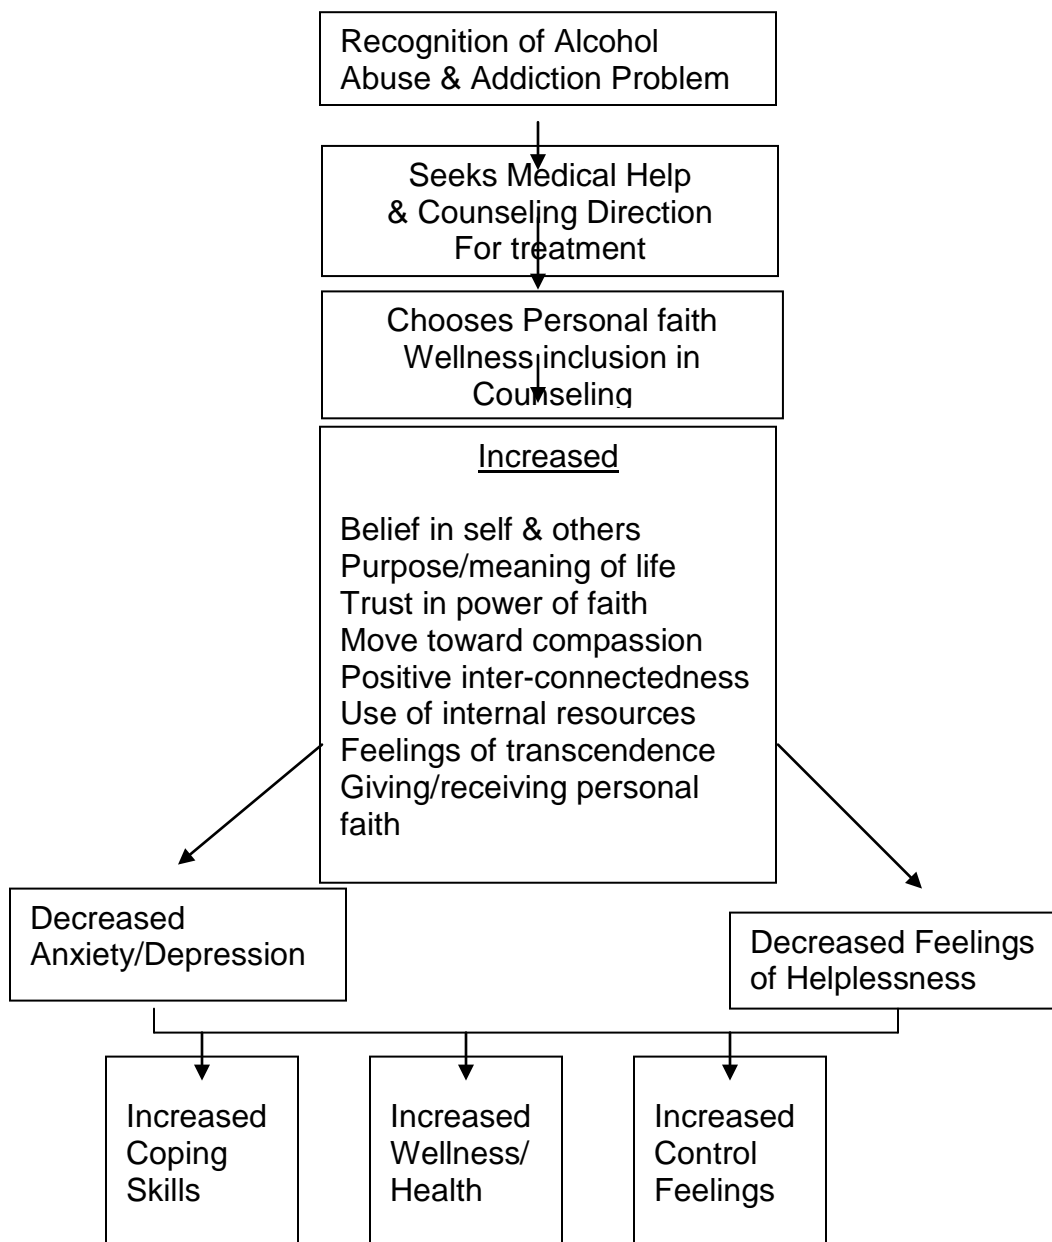 Recognition of Alcohol
Abuse & Addiction Problem
Seeks Medical Help
& Counseling Direction
For treatment
Chooses Personal faith
Wellness inclusion in
Counseling
Increased
Belief in self & others
Purpose/meaning of life
Trust in power of faith
Move toward compassion
Positive inter-connectedness
Use of internal resources
Feelings of transcendence
Giving/receiving personal
faith
Decreased
Anxiety/Depression
Decreased Feelings
of Helplessness
Increased
Coping
Skills
Increased
Wellness/
Health
Increased
Control
Feelings